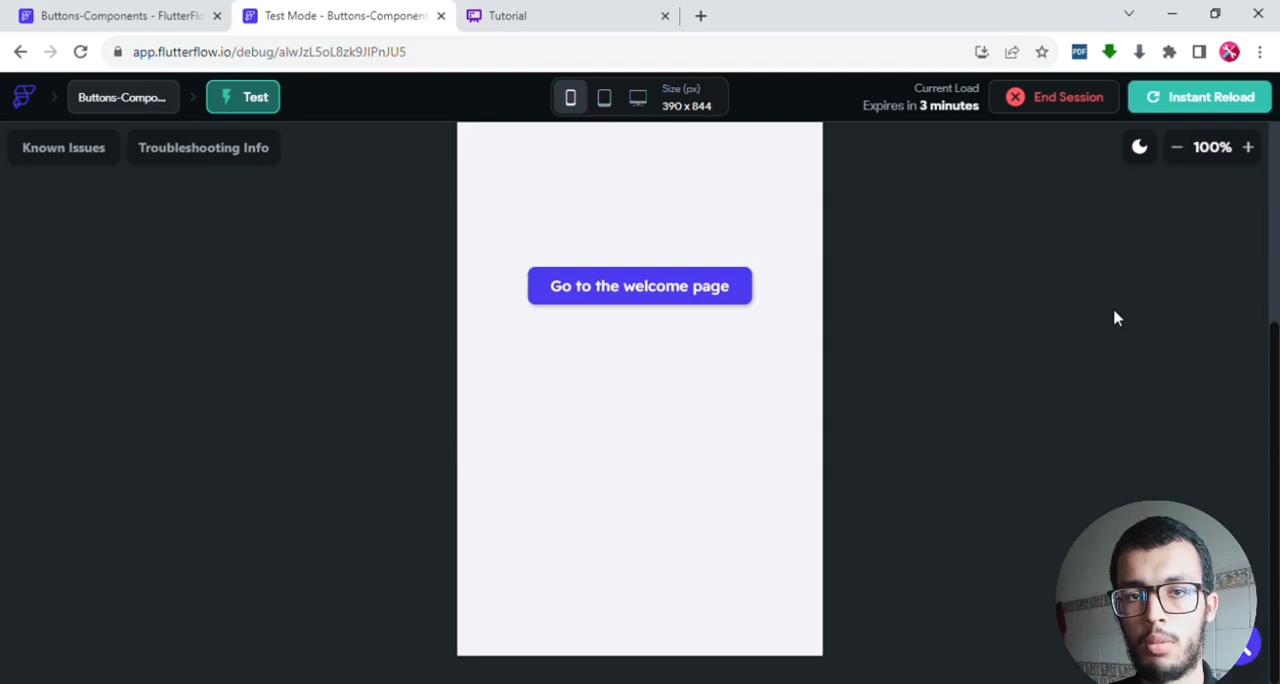 Buttons-Components - FlutterFlo
Test Mode - Buttons-Component
Tutorial
app.flutterflow.io/debug/alwJzL5oL8zk9JIPnJU5
PDF
Buttons-Compo...
Test
Size (px)
390 x 844
Current Load
Expires in 3 minutes
End Session
Instant Reload
Known Issues
Troubleshooting Info
100%
Go to the welcome page